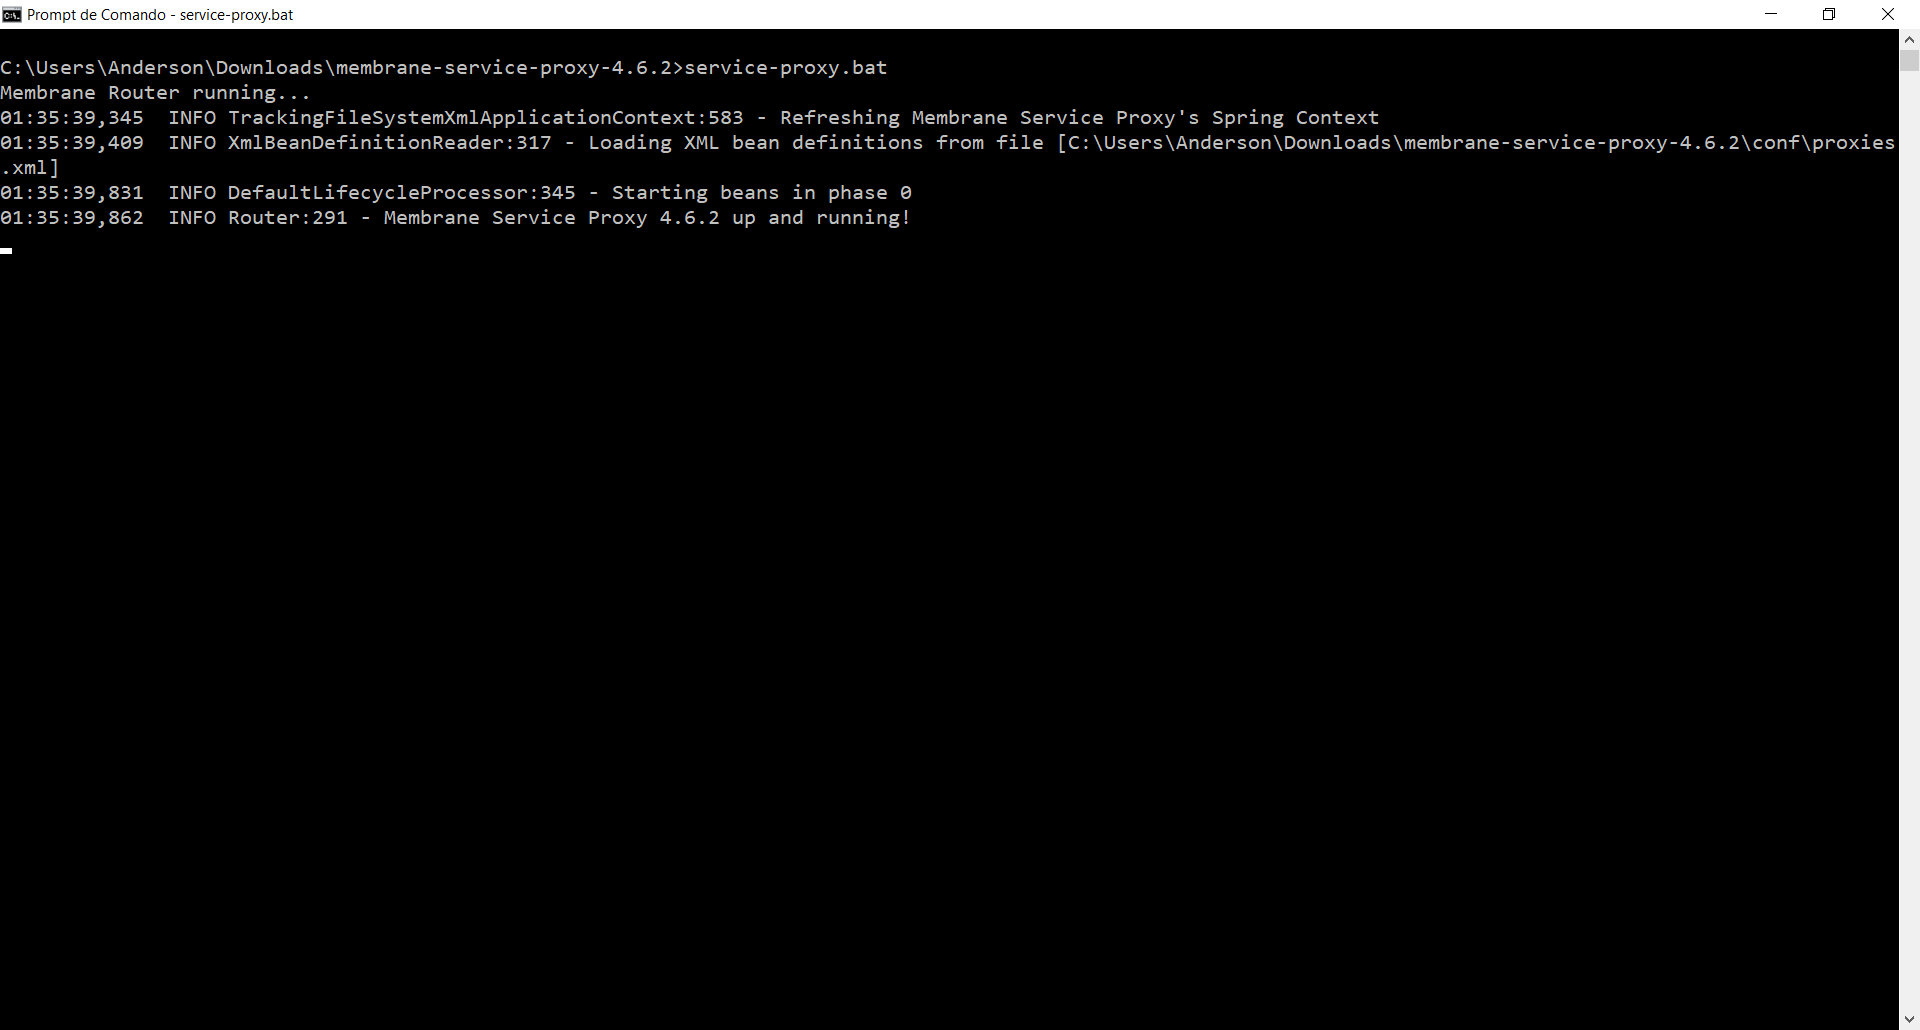 Prompt de Comando - service-proxy.bat
C:\Users\Anderson\Downloads\membrane-service-proxy-4.6.2>service-proxy.bat
Membrane Router running...
01:35:39,345  INFO TrackingFileSystemXmlApplicationContext:583 - Refreshing Membrane Service Proxy's Spring Context
01:35:39,409  INFO XmlBeanDefinitionReader:317 - Loading XML bean definitions from file [C:\Users\Anderson\Downloads\membrane-service-proxy-4.6.2\conf\proxies
.xml]
01:35:39,831  INFO DefaultLifecycleProcessor:345 - Starting beans in phase 0
01:35:39,862  INFO Router:291 - Membrane Service Proxy 4.6.2 up and running!